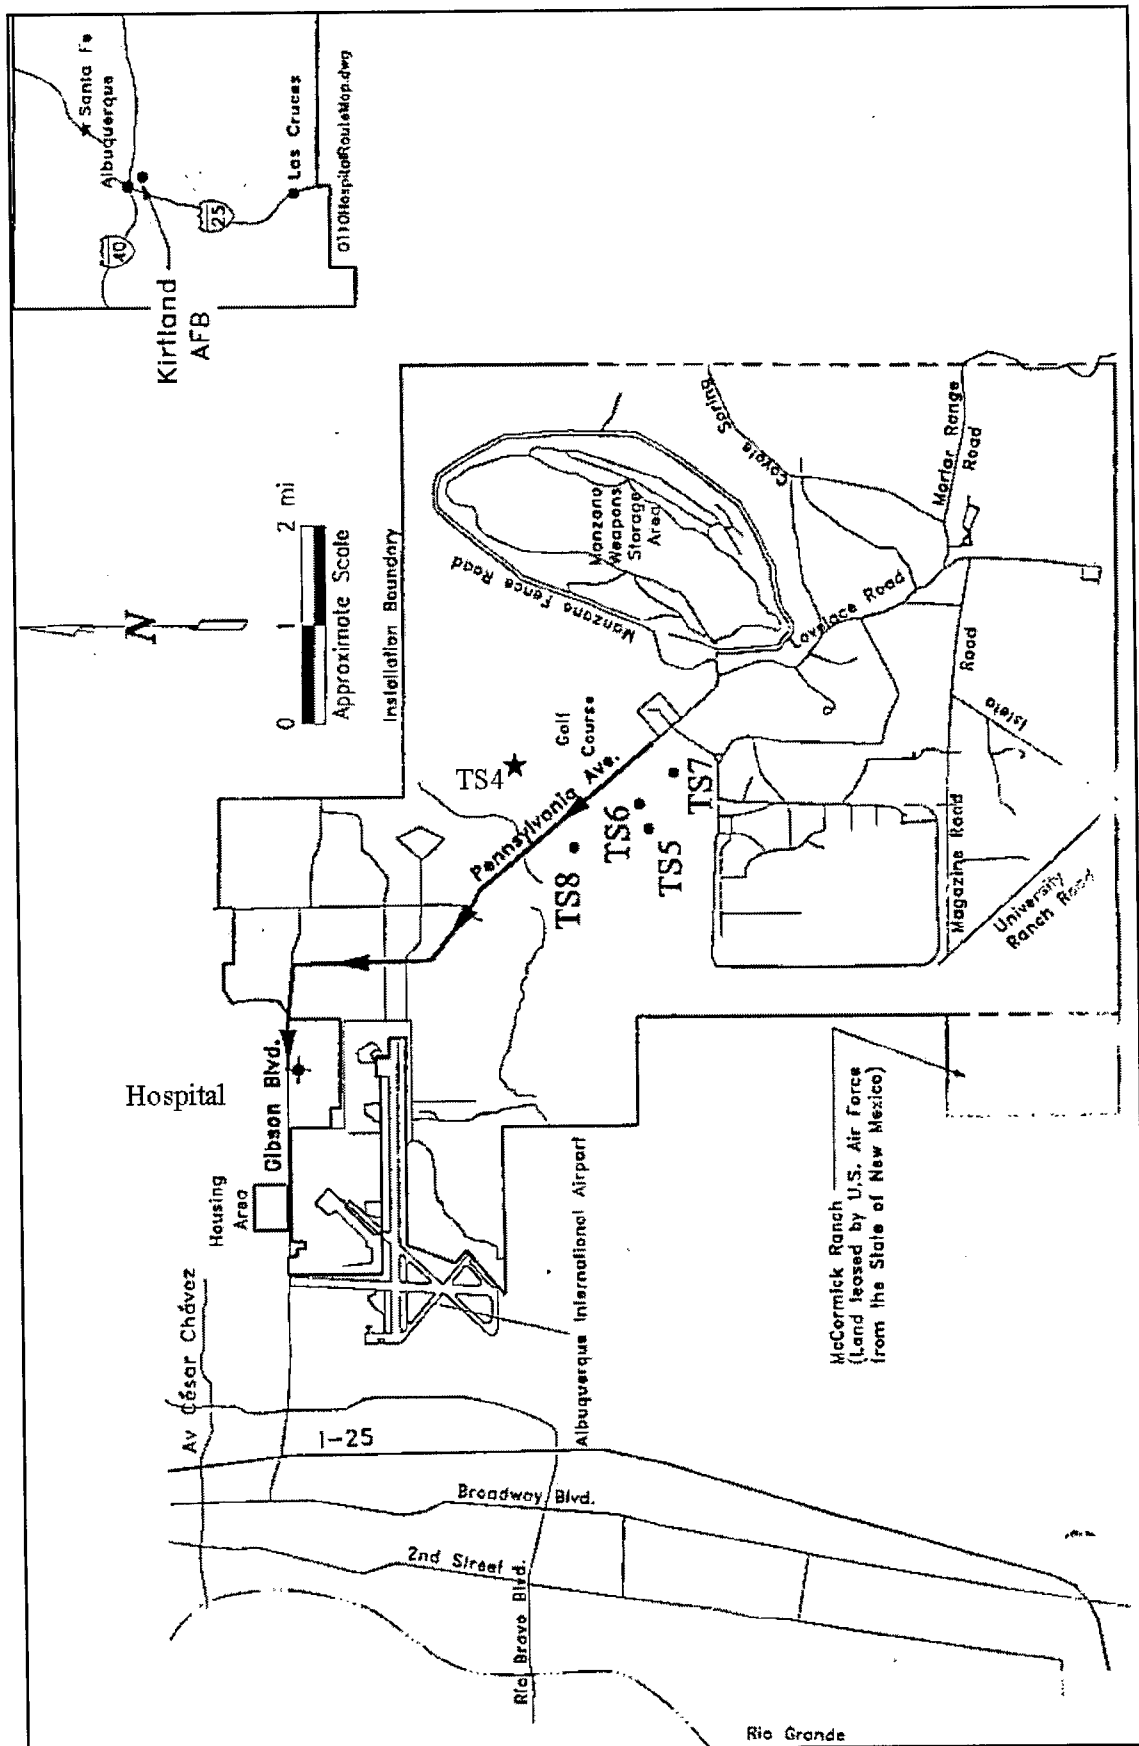 Santa Fe
Albuquerque
40
25
Las Cruces
Kirtland
AFB
0110HospitalRouteMap.dwg
N
0 1 2 mi
Approximate Scale
Installation Boundary
Manzano Fence Road
Manzano
Weapons
Storage
Area
Coyote Spring
Lovelace Road
Mortar Range
Road
Golf
Course
TS4
Pennsylvania Ave.
TS8
TS6
TS5
TS7
Isleta
Road
Magazine Road
University
Ranch Road
Hospital
Gibson Blvd.
Housing
Area
Albuquerque International Airport
McCormick Ranch
(Land leased by U.S. Air Force
from the State of New Mexico)
Av César Chávez
I-25
Broadway Blvd.
2nd Street
Rio Bravo Blvd.
Rio Grande